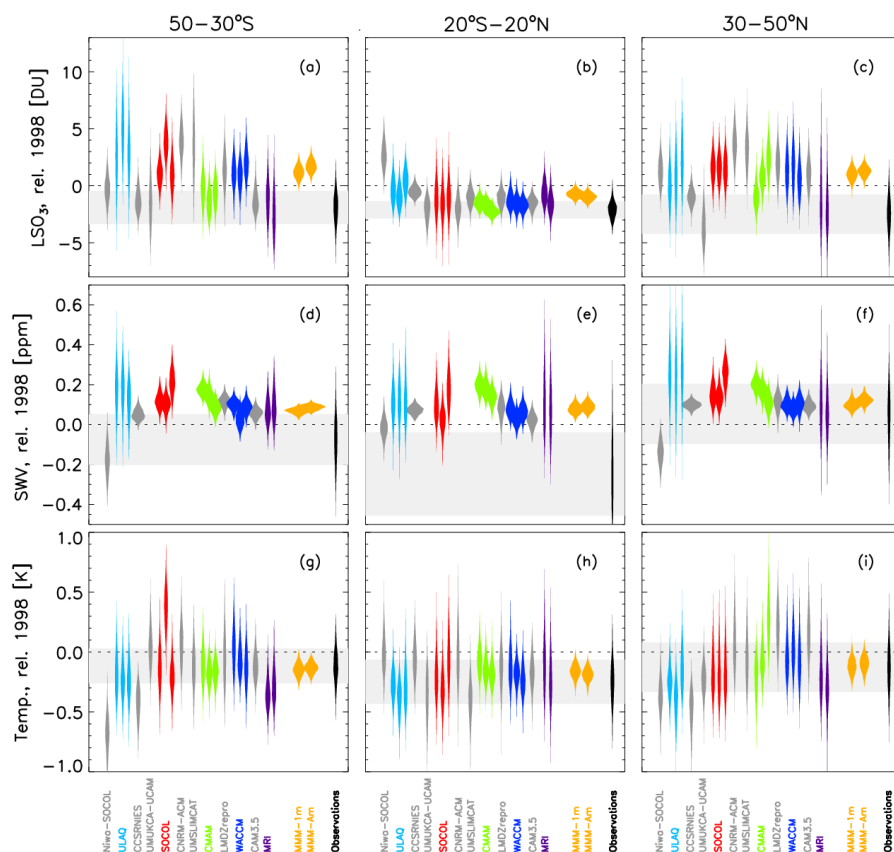 50−30°S
20°S−20°N
30−50°N
LSO3, rel. 1998 [DU]
10
5
0
−5
(a)
(b)
(c)
SWV, rel. 1998 [ppm]
0.6
0.4
0.2
0.0
−0.2
−0.4
(d)
(e)
(f)
Temp., rel. 1998 [K]
1.0
0.5
0.0
−0.5
−1.0
(g)
(h)
(i)
Niwa−SOCOL
ULAQ
CCSRNIES
UMUKCA−UCAM
SOCOL
CNRM−ACM
UMSLIMCAT
CMAM
LMDZrepro
WACCM
CAM3.5
MRI
MMM−1m
MMM−Am
Observations
Niwa−SOCOL
ULAQ
CCSRNIES
UMUKCA−UCAM
SOCOL
CNRM−ACM
UMSLIMCAT
CMAM
LMDZrepro
WACCM
CAM3.5
MRI
MMM−1m
MMM−Am
Observations
Niwa−SOCOL
ULAQ
CCSRNIES
UMUKCA−UCAM
SOCOL
CNRM−ACM
UMSLIMCAT
CMAM
LMDZrepro
WACCM
CAM3.5
MRI
MMM−1m
MMM−Am
Observations